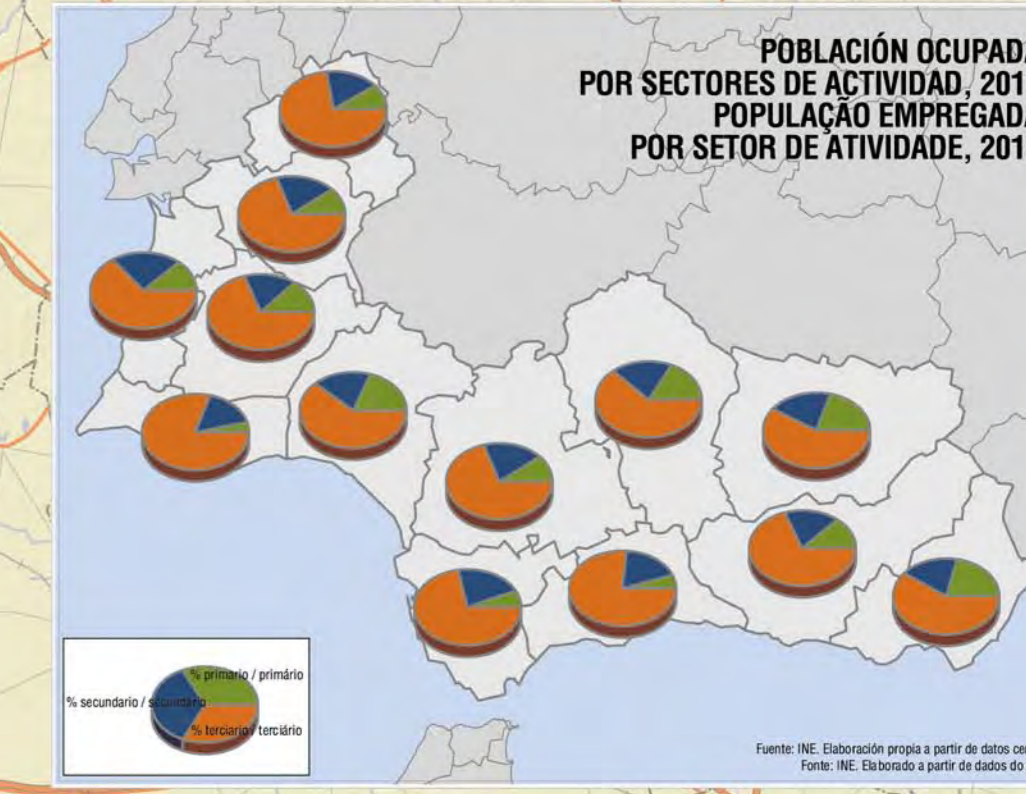 POBLACIÓN OCUPADA
POR SECTORES DE ACTIVIDAD, 201
POPULAÇÃO EMPREGADA
POR SETOR DE ATIVIDADE, 201
% primario / primário
% secundario / secundário
% terciario / terciário
Fuente: INE. Elaboración propia a partir de datos cen
Fonte: INE. Elaborado a partir de dados do